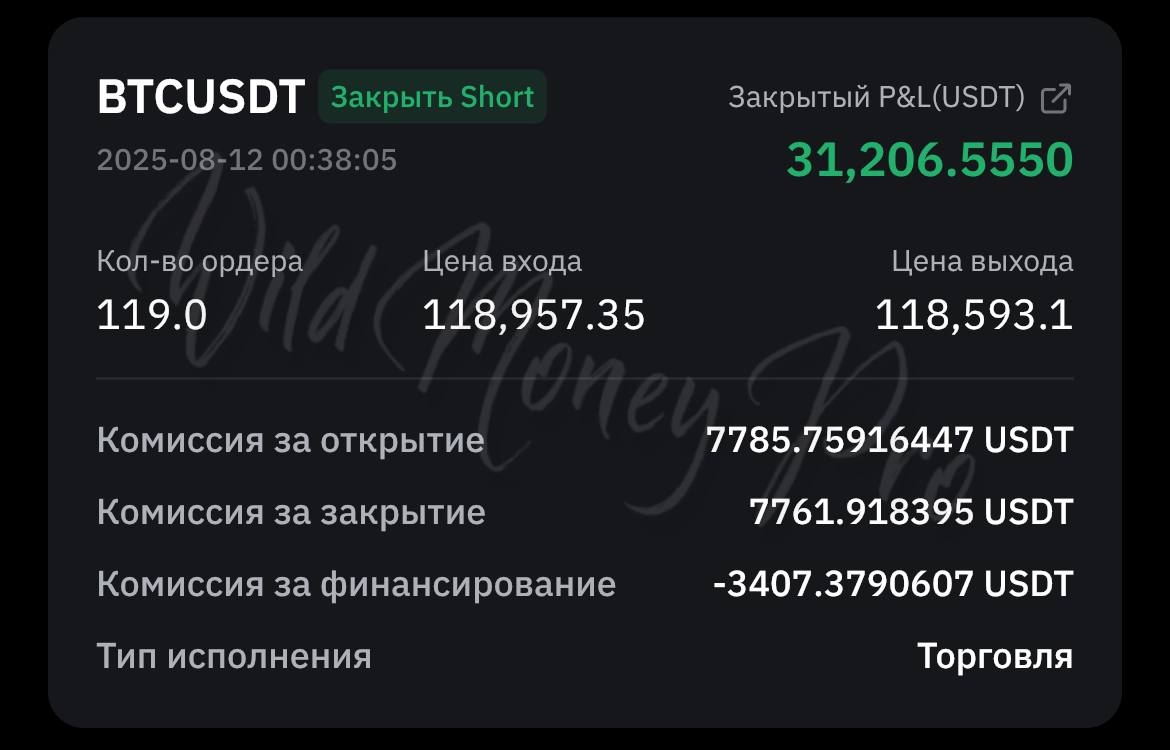 BTCUSDT Закрыть Short
Закрытый P&L(USDT)
2025-08-12 00:38:05
31,206.5550
Кол-во ордера Цена входа Цена выхода
119.0 118,957.35 118,593.1
Комиссия за открытие 7785.75916447 USDT
Комиссия за закрытие 7761.918395 USDT
Комиссия за финансирование -3407.3790607 USDT
Тип исполнения Торговля
Wild Money Pro